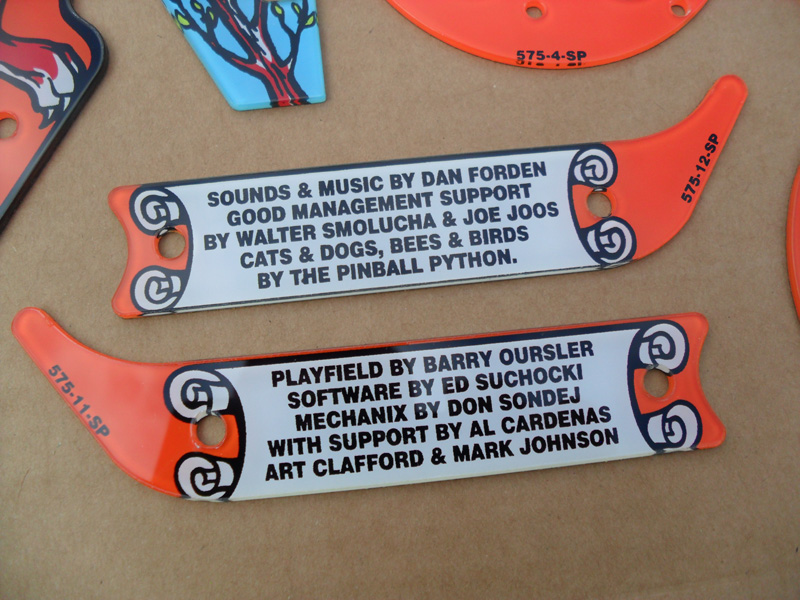 575-4-SP
575-12-SP
SOUNDS & MUSIC BY DAN FORDEN
GOOD MANAGEMENT SUPPORT
BY WALTER SMOLUCHA & JOE JOOS
CATS & DOGS, BEES & BIRDS
BY THE PINBALL PYTHON.
575-11-SP
PLAYFIELD BY BARRY OURSLER
SOFTWARE BY ED SUCHOCKI
MECHANIX BY DON SONDEJ
WITH SUPPORT BY AL CARDENAS
ART CLAFFORD & MARK JOHNSON